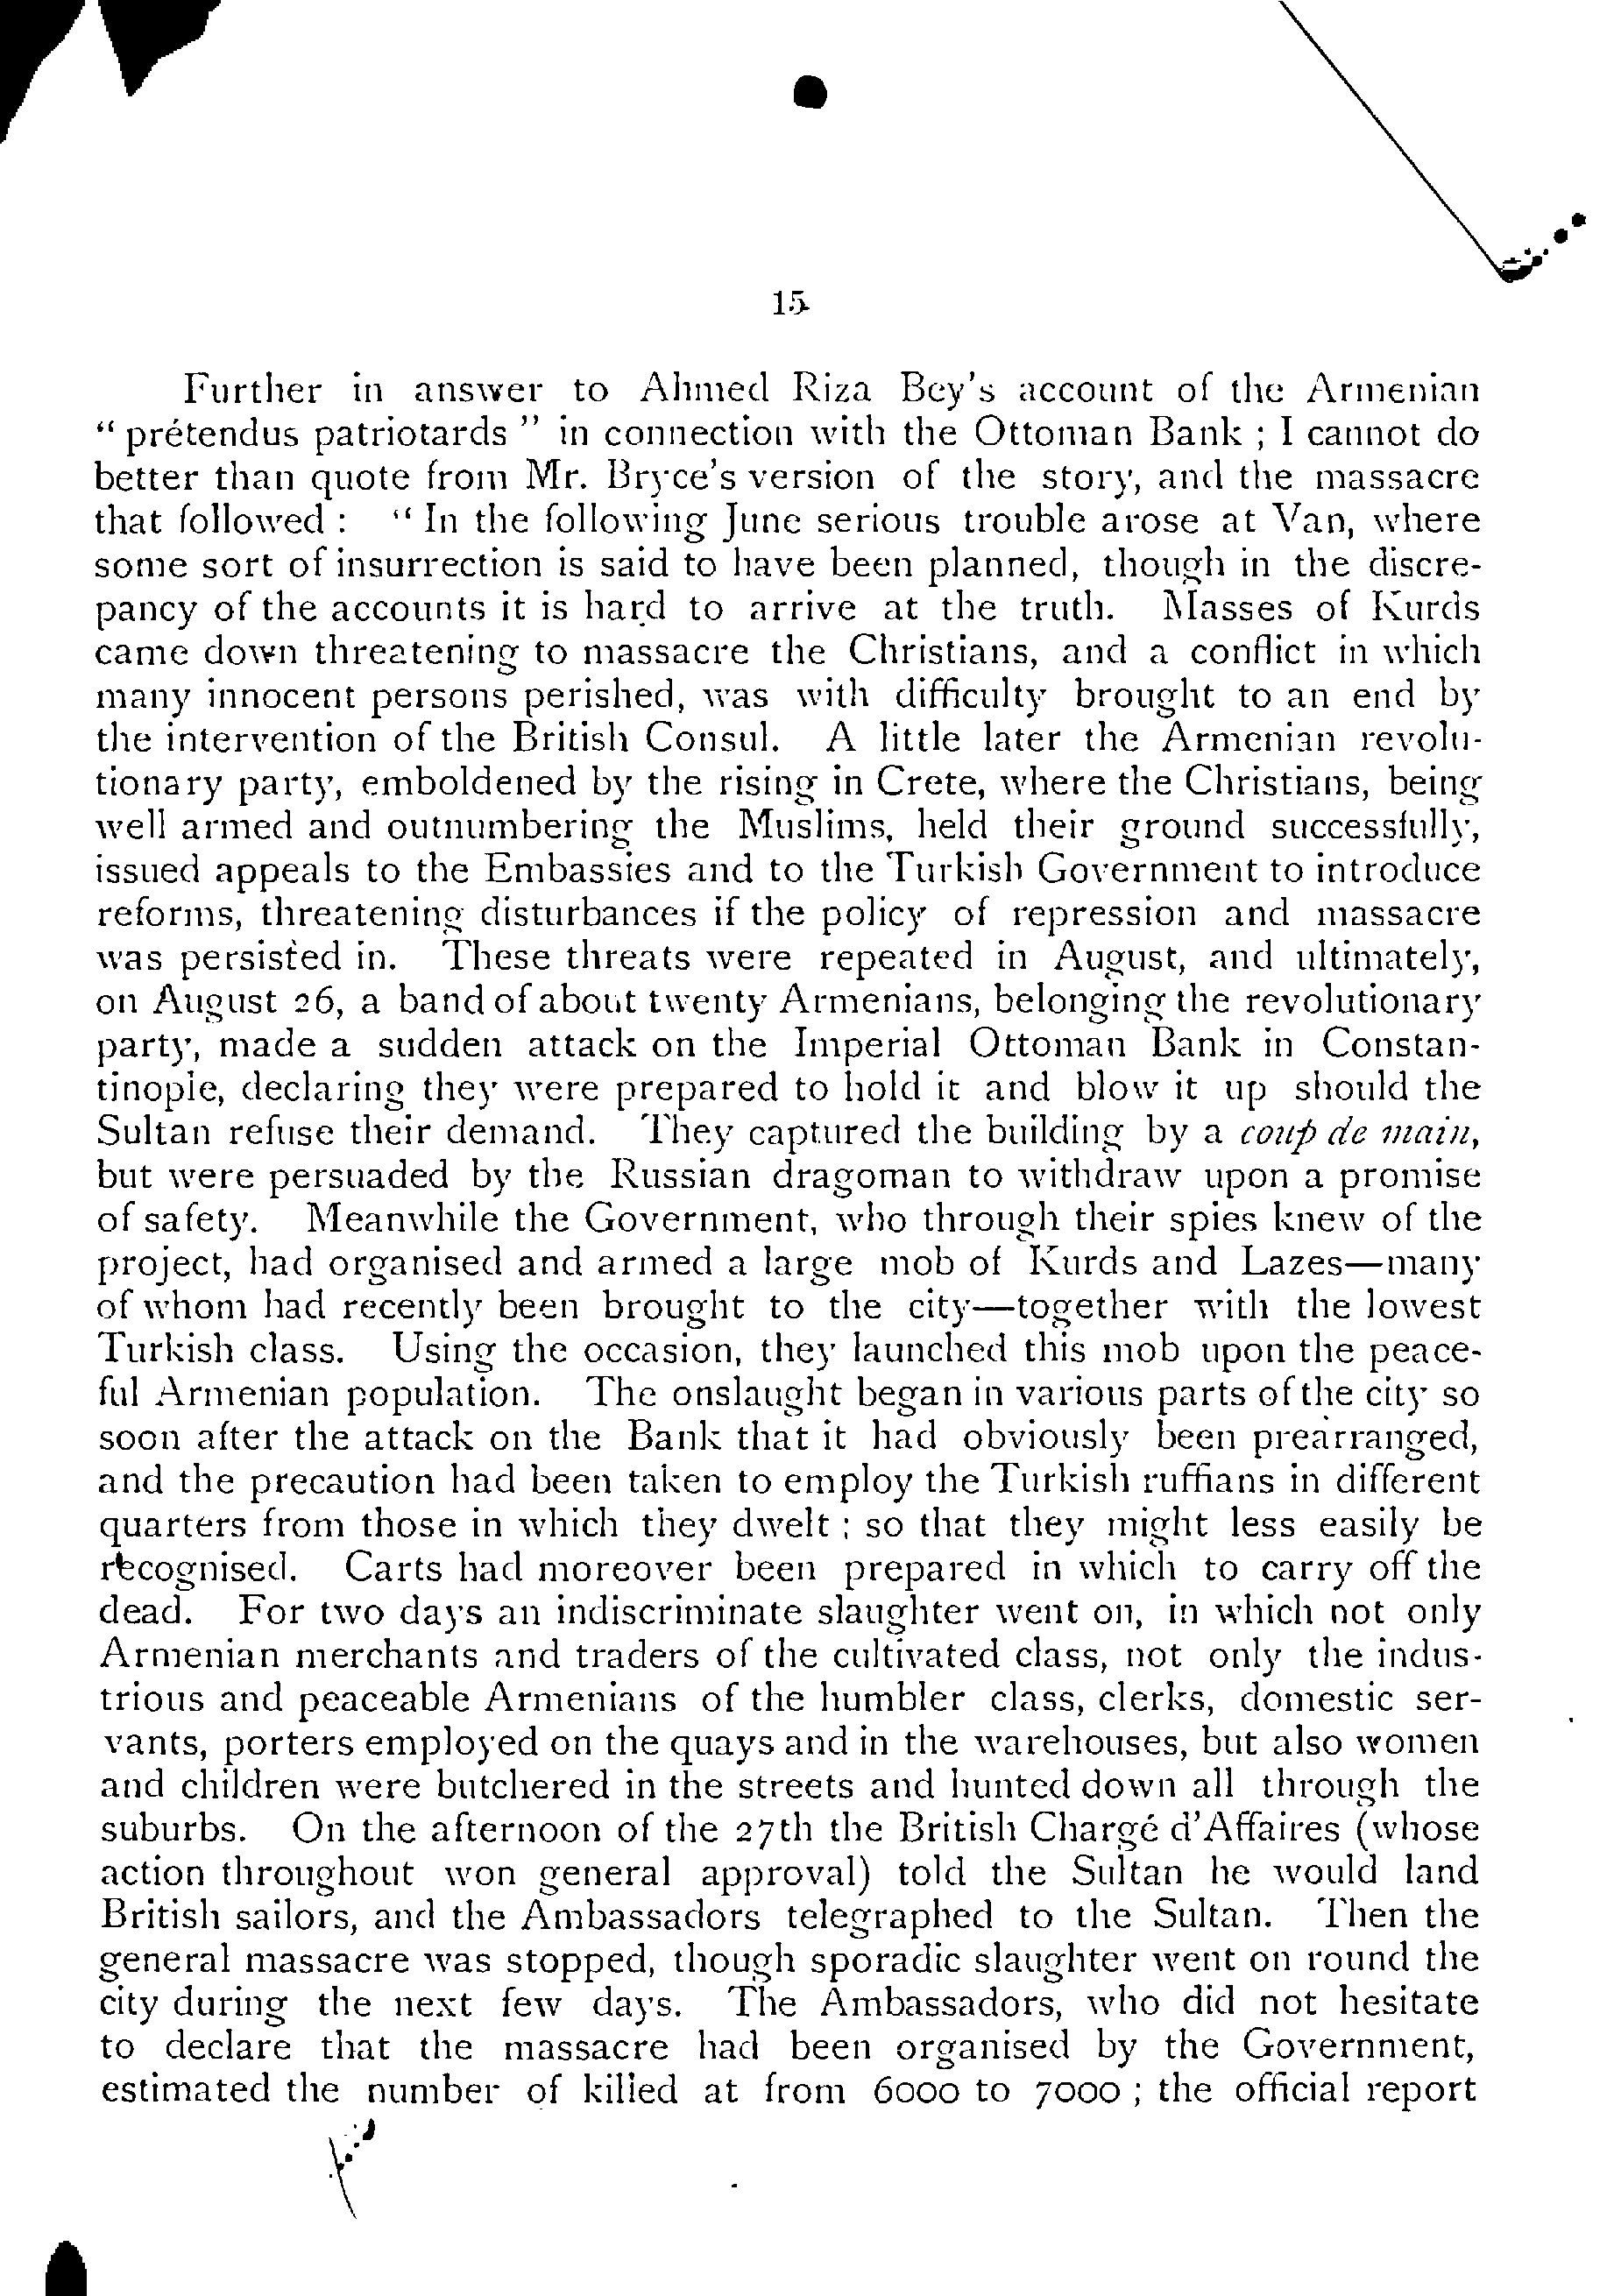 15
Further in answer to Ahmed Riza Bey's account of the Armenian
“ prétendus patriotards ” in connection with the Ottoman Bank ; I cannot do
better than quote from Mr. Bryce's version of the story, and the massacre
that followed : “ In the following June serious trouble arose at Van, where
some sort of insurrection is said to have been planned, though in the discre-
pancy of the accounts it is hard to arrive at the truth. Masses of Kurds
came down threatening to massacre the Christians, and a conflict in which
many innocent persons perished, was with difficulty brought to an end by
the intervention of the British Consul. A little later the Armenian revolu-
tionary party, emboldened by the rising in Crete, where the Christians, being
well armed and outnumbering the Muslims, held their ground successfully,
issued appeals to the Embassies and to the Turkish Government to introduce
reforms, threatening disturbances if the policy of repression and massacre
was persisted in. These threats were repeated in August, and ultimately,
on August 26, a band of about twenty Armenians, belonging the revolutionary
party, made a sudden attack on the Imperial Ottoman Bank in Constan-
tinople, declaring they were prepared to hold it and blow it up should the
Sultan refuse their demand. They captured the building by a coup de main,
but were persuaded by the Russian dragoman to withdraw upon a promise
of safety. Meanwhile the Government, who through their spies knew of the
project, had organised and armed a large mob of Kurds and Lazes—many
of whom had recently been brought to the city—together with the lowest
Turkish class. Using the occasion, they launched this mob upon the peace-
ful Armenian population. The onslaught began in various parts of the city so
soon after the attack on the Bank that it had obviously been prearranged,
and the precaution had been taken to employ the Turkish ruffians in different
quarters from those in which they dwelt ; so that they might less easily be
recognised. Carts had moreover been prepared in which to carry off the
dead. For two days an indiscriminate slaughter went on, in which not only
Armenian merchants and traders of the cultivated class, not only the indus-
trious and peaceable Armenians of the humbler class, clerks, domestic ser-
vants, porters employed on the quays and in the warehouses, but also women
and children were butchered in the streets and hunted down all through the
suburbs. On the afternoon of the 27th the British Chargé d'Affaires (whose
action throughout won general approval) told the Sultan he would land
British sailors, and the Ambassadors telegraphed to the Sultan. Then the
general massacre was stopped, though sporadic slaughter went on round the
city during the next few days. The Ambassadors, who did not hesitate
to declare that the massacre had been organised by the Government,
estimated the number of killed at from 6000 to 7000 ; the official report